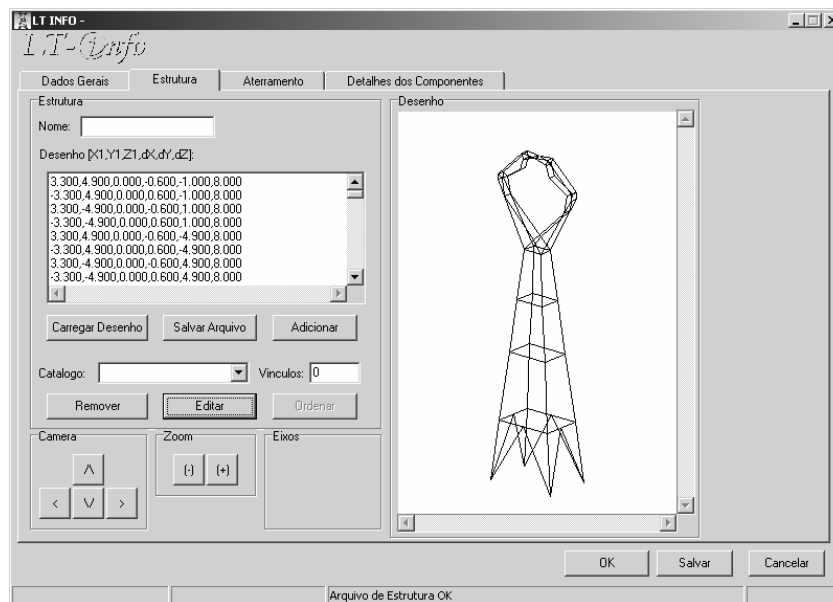 LT INFO -
LT-Info
Dados Gerais Estrutura Aterramento Detalhes dos Componentes
Estrutura
Nome:
Desenho [X1,Y1,Z1,dX,dY,dZ]:
3.300,4.900,0.000,-0.600,-1.000,8.000
-3.300,4.900,0.000,0.600,-1.000,8.000
3.300,-4.900,0.000,-0.600,1.000,8.000
-3.300,-4.900,0.000,0.600,1.000,8.000
3.300,4.900,0.000,-0.600,-4.900,8.000
-3.300,4.900,0.000,0.600,-4.900,8.000
3.300,-4.900,0.000,-0.600,4.900,8.000
-3.300,-4.900,0.000,0.600,4.900,8.000
Carregar Desenho Salvar Arquivo Adicionar
Catalogo: Vinculos: 0
Remover Editar Ordenar
Camera Zoom Eixos
/\
(-) (+)
< \/ >
Desenho
OK Salvar Cancelar
Arquivo de Estrutura OK